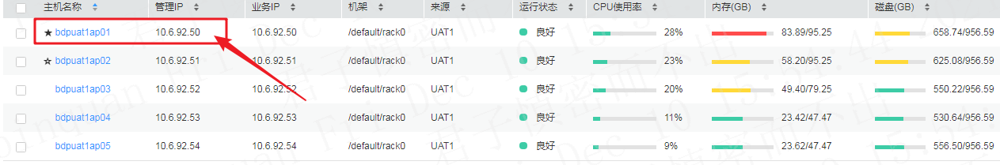 主机名称 管理IP 业务IP 机架 来源 运行状态 CPU使用率 内存(GB) 磁盘(GB)
★ bdpuat1ap01 10.6.92.50 10.6.92.50 /default/rack0 UAT1 良好 28% 83.89/95.25 658.74/956.59
☆ bdpuat1ap02 10.6.92.51 10.6.92.51 /default/rack0 UAT1 良好 23% 58.20/95.25 625.08/956.59
bdpuat1ap03 10.6.92.52 10.6.92.52 /default/rack0 UAT1 良好 20% 49.40/79.25 550.22/956.59
bdpuat1ap04 10.6.92.53 10.6.92.53 /default/rack0 UAT1 良好 11% 23.42/47.47 530.64/956.59
bdpuat1ap05 10.6.92.54 10.6.92.54 /default/rack0 UAT1 良好 9% 23.62/47.47 556.50/956.59